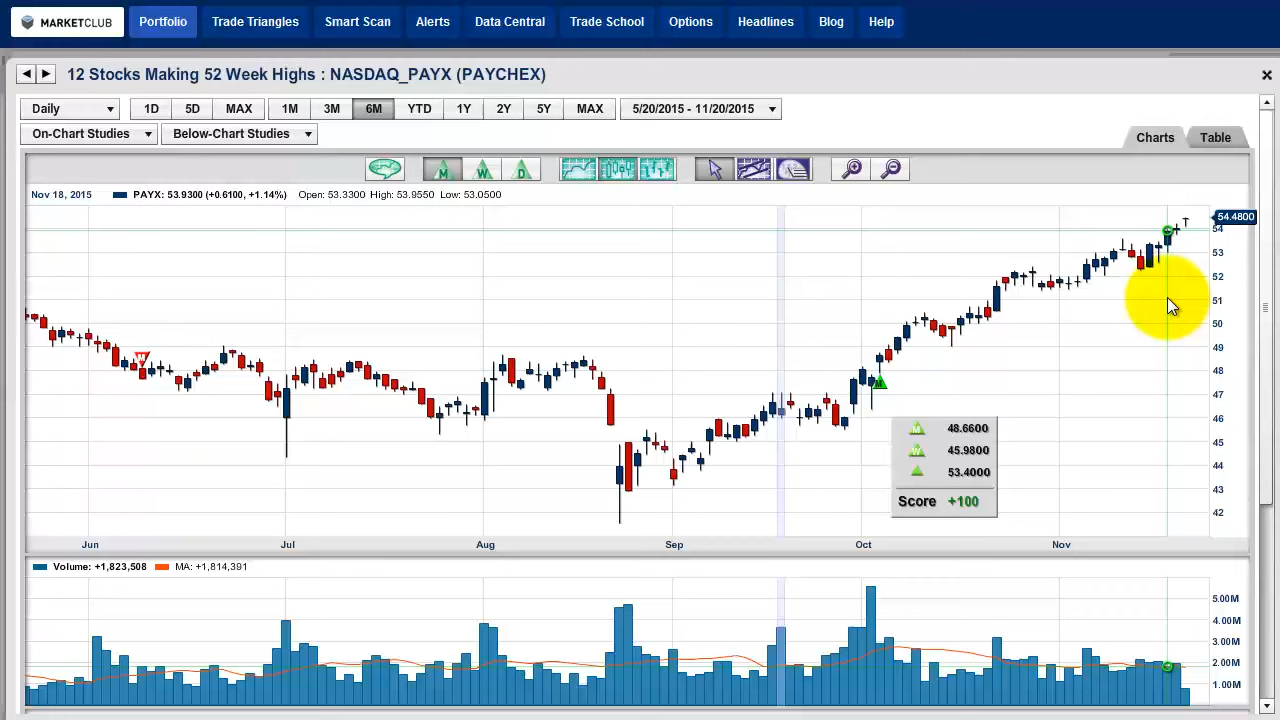 MARKETCLUB Portfolio Trade Triangles Smart Scan Alerts Data Central Trade School Options Headlines Blog Help
12 Stocks Making 52 Week Highs : NASDAQ_PAYX (PAYCHEX)
Daily 1D 5D MAX 1M 3M 6M YTD 1Y 2Y 5Y MAX 5/20/2015 - 11/20/2015
On-Chart Studies Below-Chart Studies Charts Table
M W D
Nov 18, 2015 PAYX: 53.9300 (+0.6100, +1.14%) Open: 53.3300 High: 53.9550 Low: 53.0500
54.4800
54
53
52
51
50
49
48
47
46
45
44
43
42
M
M
M 48.6600
W 45.9800
53.4000
Score +100
Jun Jul Aug Sep Oct Nov
Volume: +1,823,508 MA: +1,814,391
5.00M
4.00M
3.00M
2.00M
1.00M